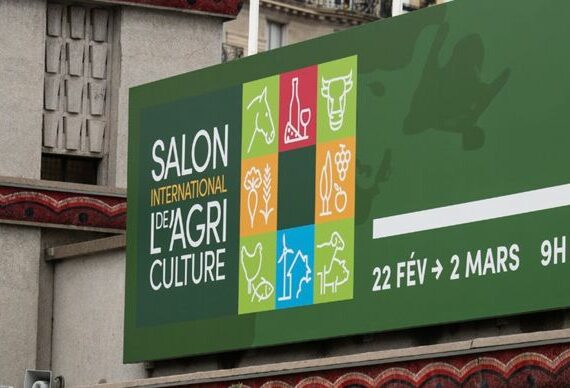 SALON
INTERNATIONAL
DE L'AGRI
CULTURE
22 FÉV → 2 MARS 9H